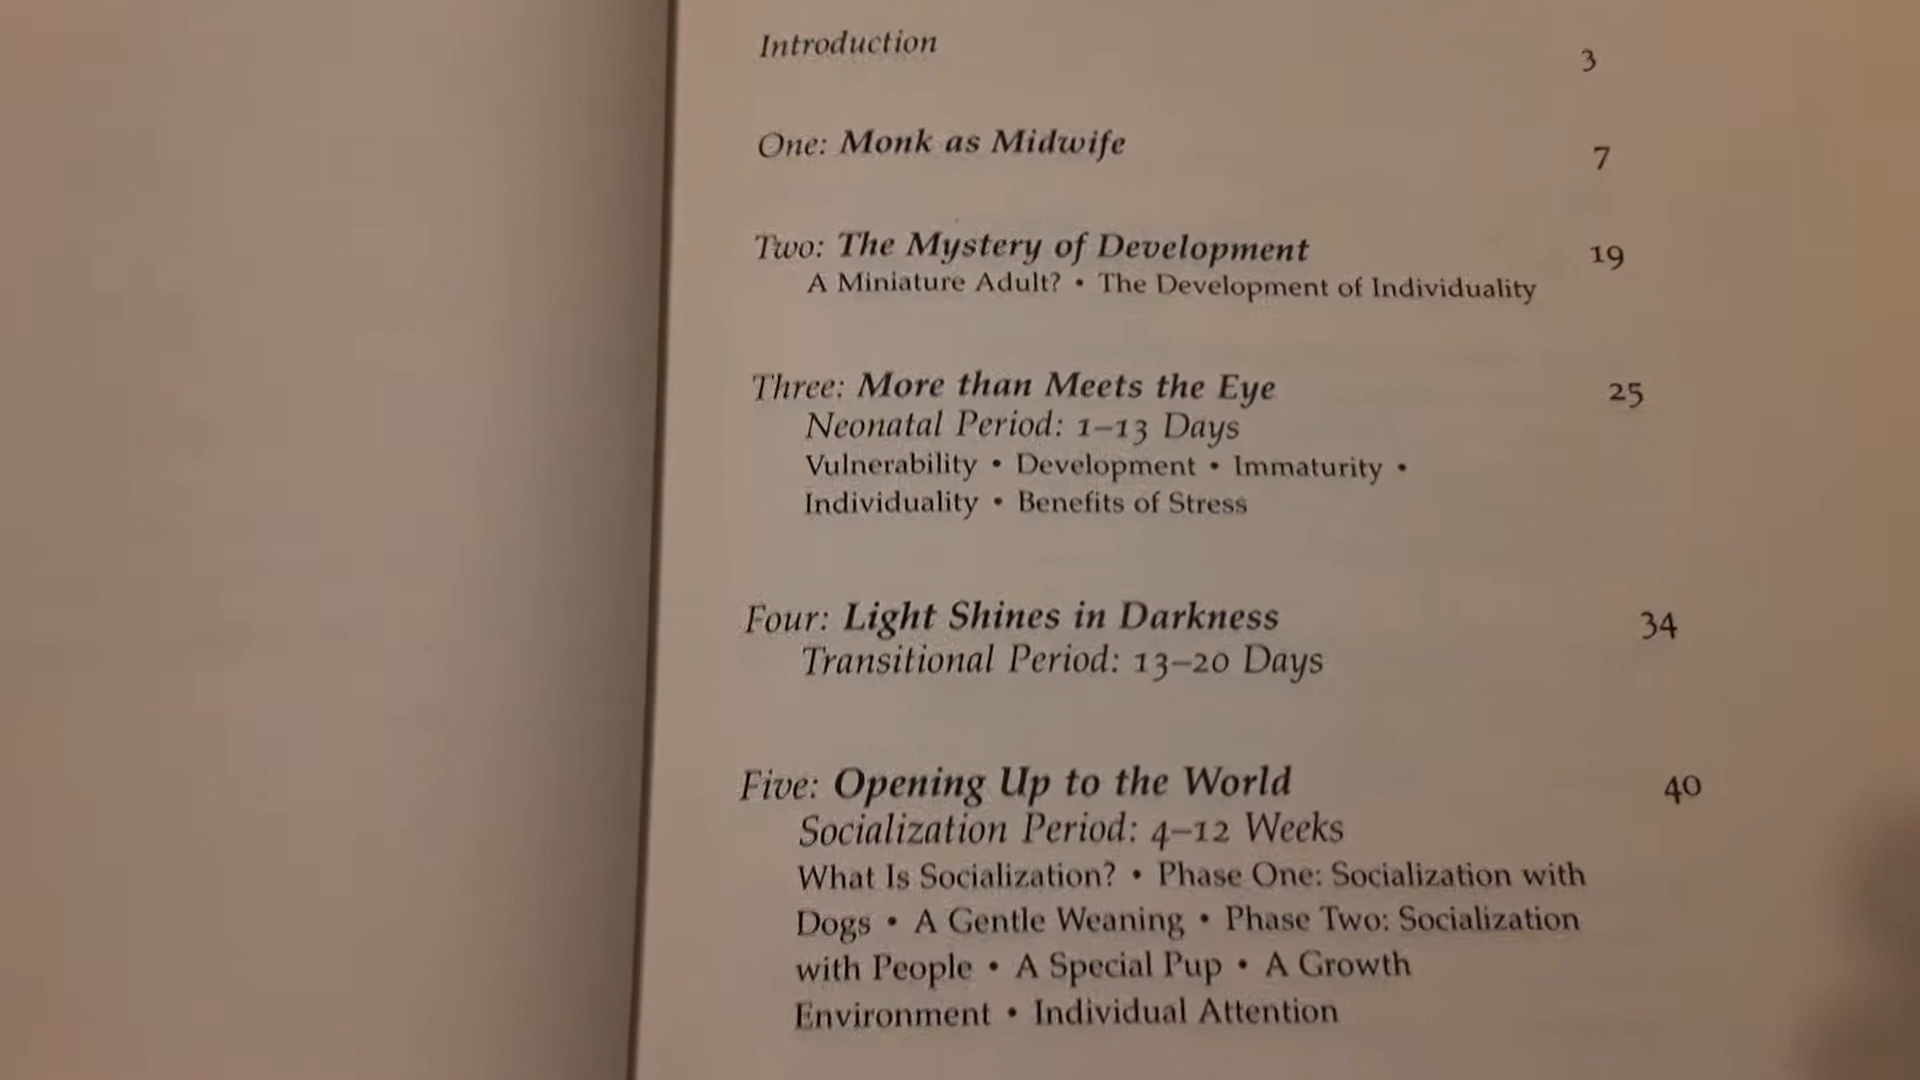 Introduction 3
One: Monk as Midwife 7
Two: The Mystery of Development 19
A Miniature Adult? • The Development of Individuality
Three: More than Meets the Eye 25
Neonatal Period: 1–13 Days
Vulnerability • Development • Immaturity •
Individuality • Benefits of Stress
Four: Light Shines in Darkness 34
Transitional Period: 13–20 Days
Five: Opening Up to the World 40
Socialization Period: 4–12 Weeks
What Is Socialization? • Phase One: Socialization with
Dogs • A Gentle Weaning • Phase Two: Socialization
with People • A Special Pup • A Growth
Environment • Individual Attention